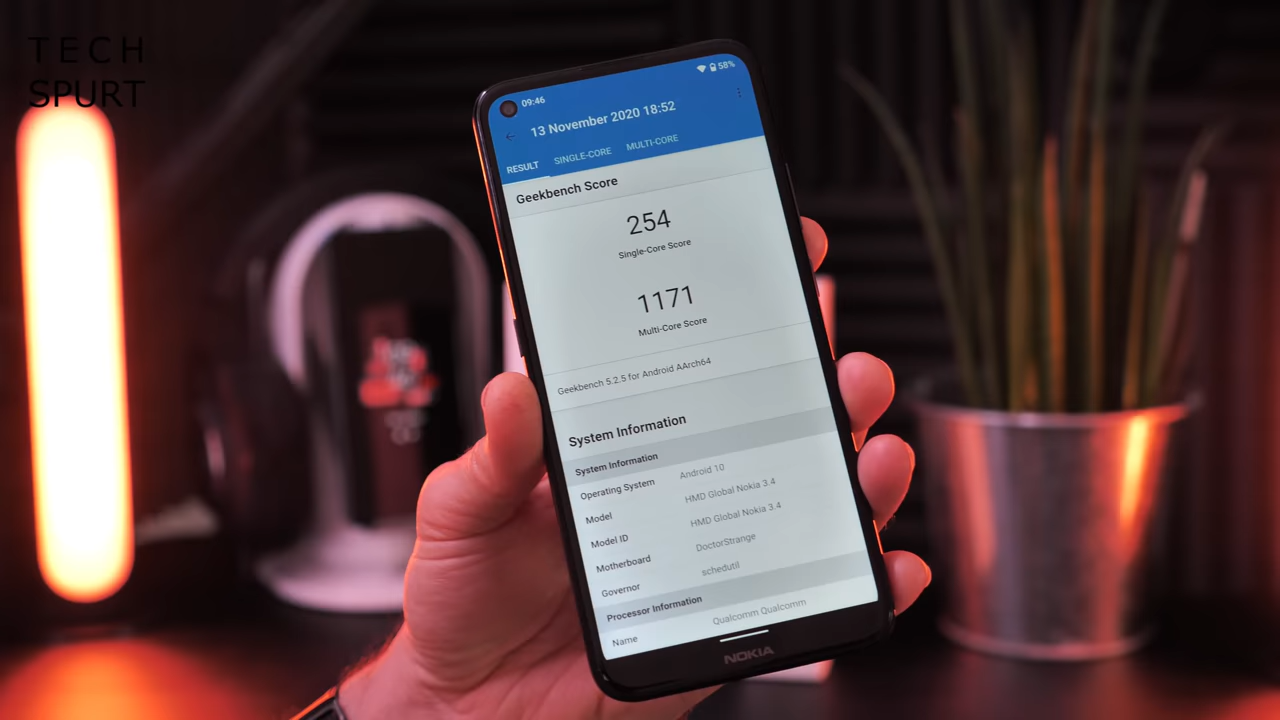 TECH
SPURT
09:46
58%
13 November 2020 18:52
RESULT SINGLE-CORE MULTI-CORE
Geekbench Score
254
Single-Core Score
1171
Multi-Core Score
Geekbench 5.2.5 for Android AArch64
System Information
System Information
Operating System Android 10
Model HMD Global Nokia 3.4
Model ID HMD Global Nokia 3.4
Motherboard DoctorStrange
Governor schedutil
Processor Information
Name Qualcomm Qualcomm
NOKIA